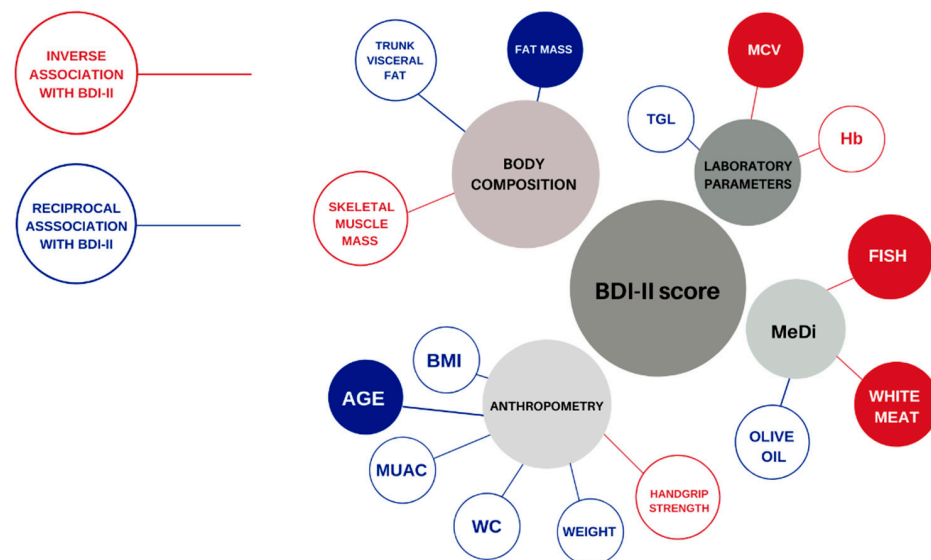 INVERSE
ASSOCIATION
WITH BDI-II
RECIPROCAL
ASSSOCIATION
WITH BDI-II
TRUNK
VISCERAL
FAT
FAT MASS
BODY
COMPOSITION
SKELETAL
MUSCLE
MASS
MCV
TGL
Hb
LABORATORY
PARAMETERS
BDI-II score
FISH
MeDi
WHITE
MEAT
OLIVE
OIL
BMI
AGE
ANTHROPOMETRY
MUAC
WC
WEIGHT
HANDGRIP
STRENGTH